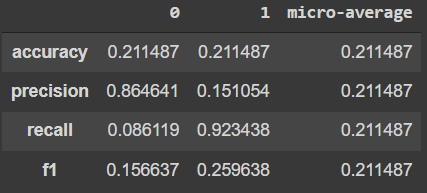 0 1 micro-average
accuracy 0.211487 0.211487 0.211487
precision 0.864641 0.151054 0.211487
recall 0.086119 0.923438 0.211487
f1 0.156637 0.259638 0.211487